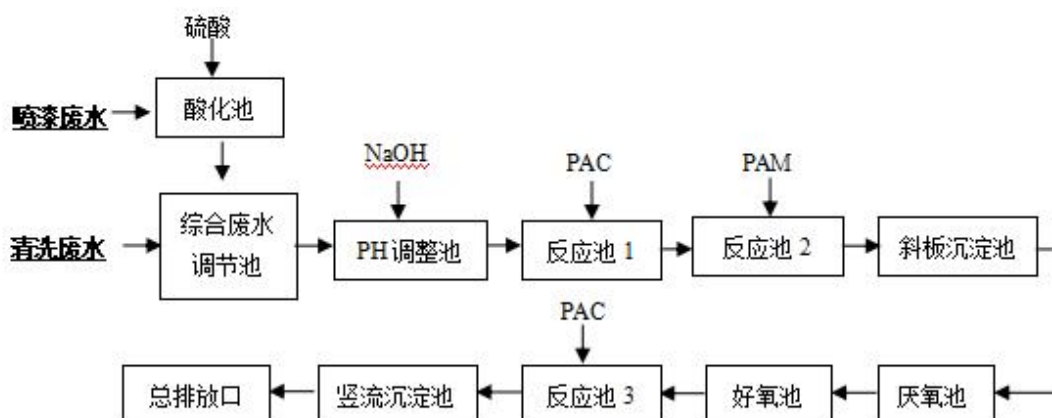 硫酸
喷漆废水
酸化池
NaOH
PAC
PAM
清洗废水
综合废水
调节池
PH 调整池
反应池 1
反应池 2
斜板沉淀池
PAC
总排放口
竖流沉淀池
反应池 3
好氧池
厌氧池